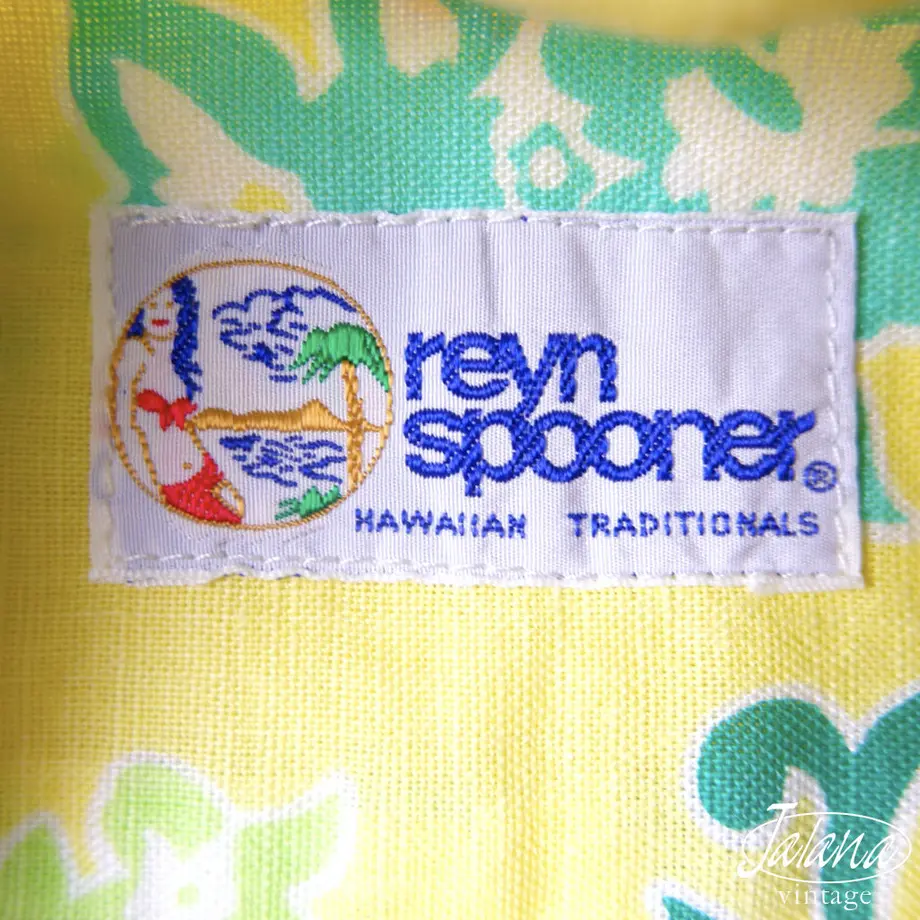 reyn
spooner®
HAWAIIAN TRADITIONALS
Jalana
vintage